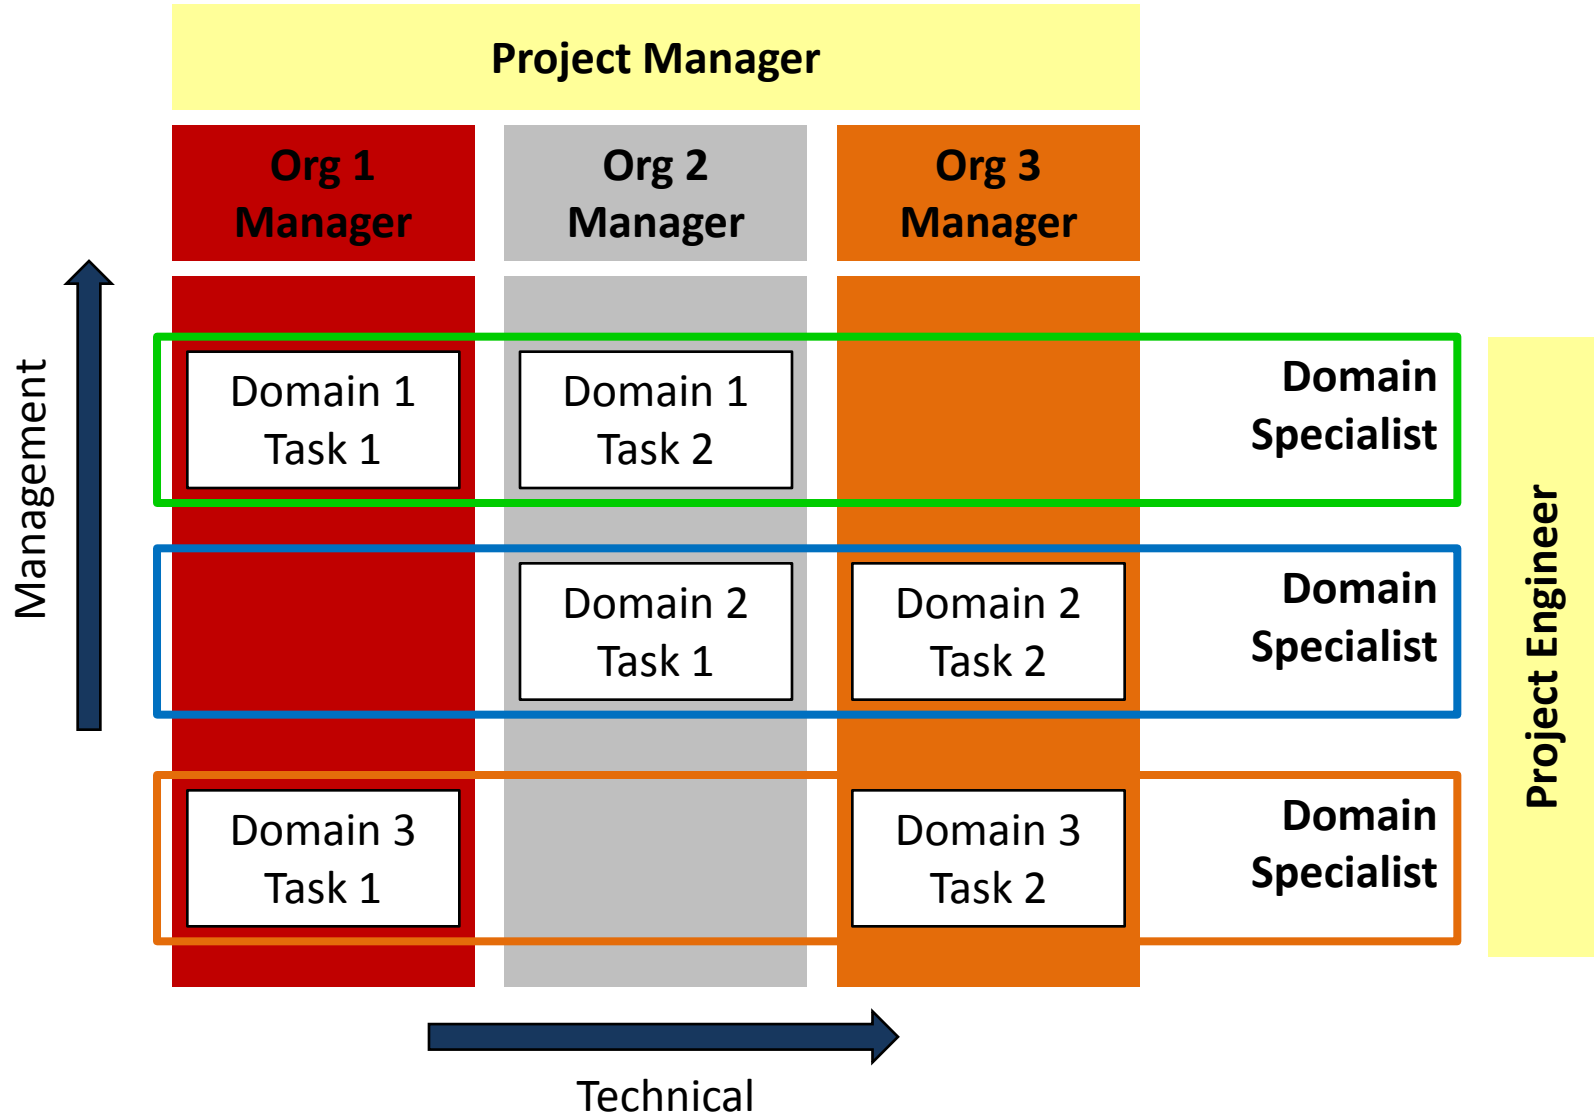 Project Manager
Org 1
Manager
Org 2
Manager
Org 3
Manager
Management
Domain 1
Task 1
Domain 1
Task 2
Domain
Specialist
Domain 2
Task 1
Domain 2
Task 2
Domain
Specialist
Domain 3
Task 1
Domain 3
Task 2
Domain
Specialist
Project Engineer
Technical